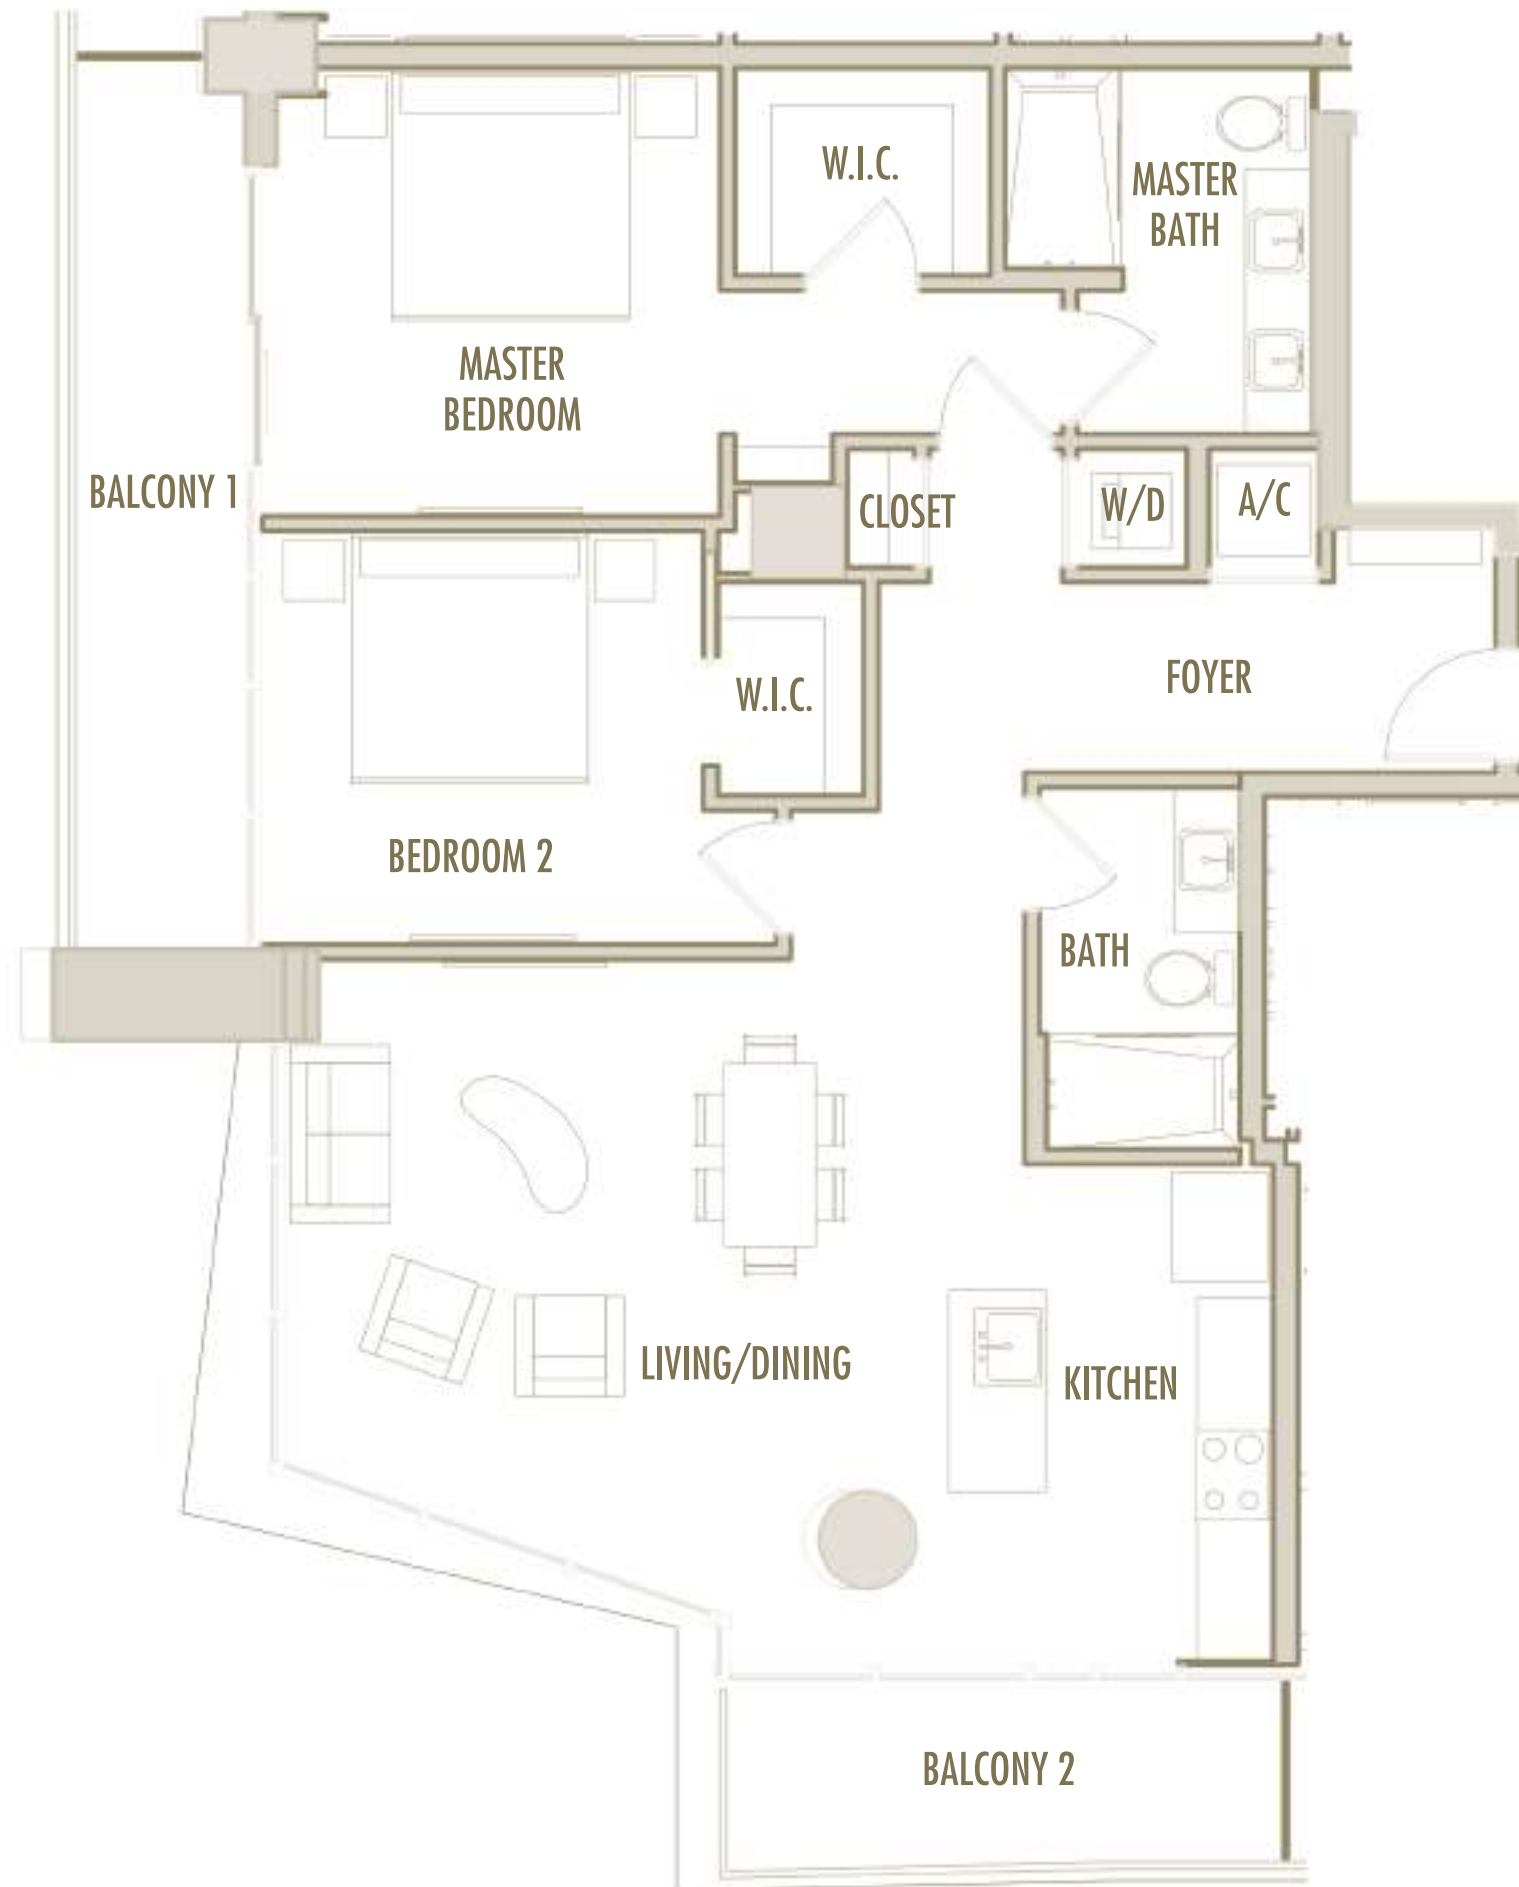 W.I.C.
MASTER
BATH
MASTER
BEDROOM
BALCONY 1
CLOSET
W/D
A/C
FOYER
W.I.C.
BEDROOM 2
BATH
LIVING/DINING
KITCHEN
BALCONY 2